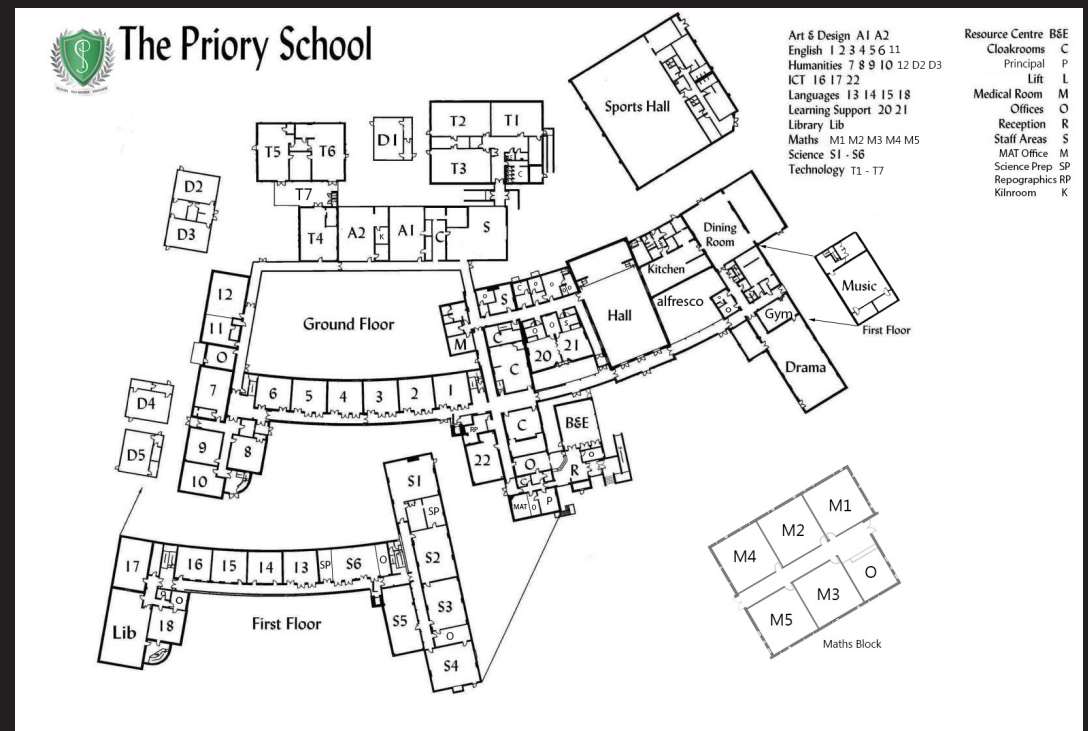 The Priory School
Art & Design A1 A2
English 1 2 3 4 5 6 11
Humanities 7 8 9 10 12 D2 D3
ICT 16 17 22
Languages 13 14 15 18
Learning Support 20 21
Library Lib
Maths M1 M2 M3 M4 M5
Science S1 - S6
Technology T1 - T7
Resource Centre B&E
Cloakrooms C
Principal P
Lift L
Medical Room M
Offices O
Reception R
Staff Areas S
MAT Office M
Science Prep SP
Repographics RP
Kilnroom K
Sports Hall
T2 T1
D1
T5 T6
T3
C
D2
T7
D3
T4 A2 K A1 C S
Dining
Room
Kitchen
Music
12
alfresco
S C
Ground Floor
Hall
Gym
First Floor
11
M C
20 21
S
O
Drama
C
7 6 5 4 3 2 1
D4
C B&E
RP
9 8
D5
22 O R O
10
C
MAT O P
S1
SP
M1
M2
M4
O
M3
M5
Maths Block
17 16 15 14 13 SP S6 O S2
O O
S3
Lib 18
First Floor
S5
O
S4